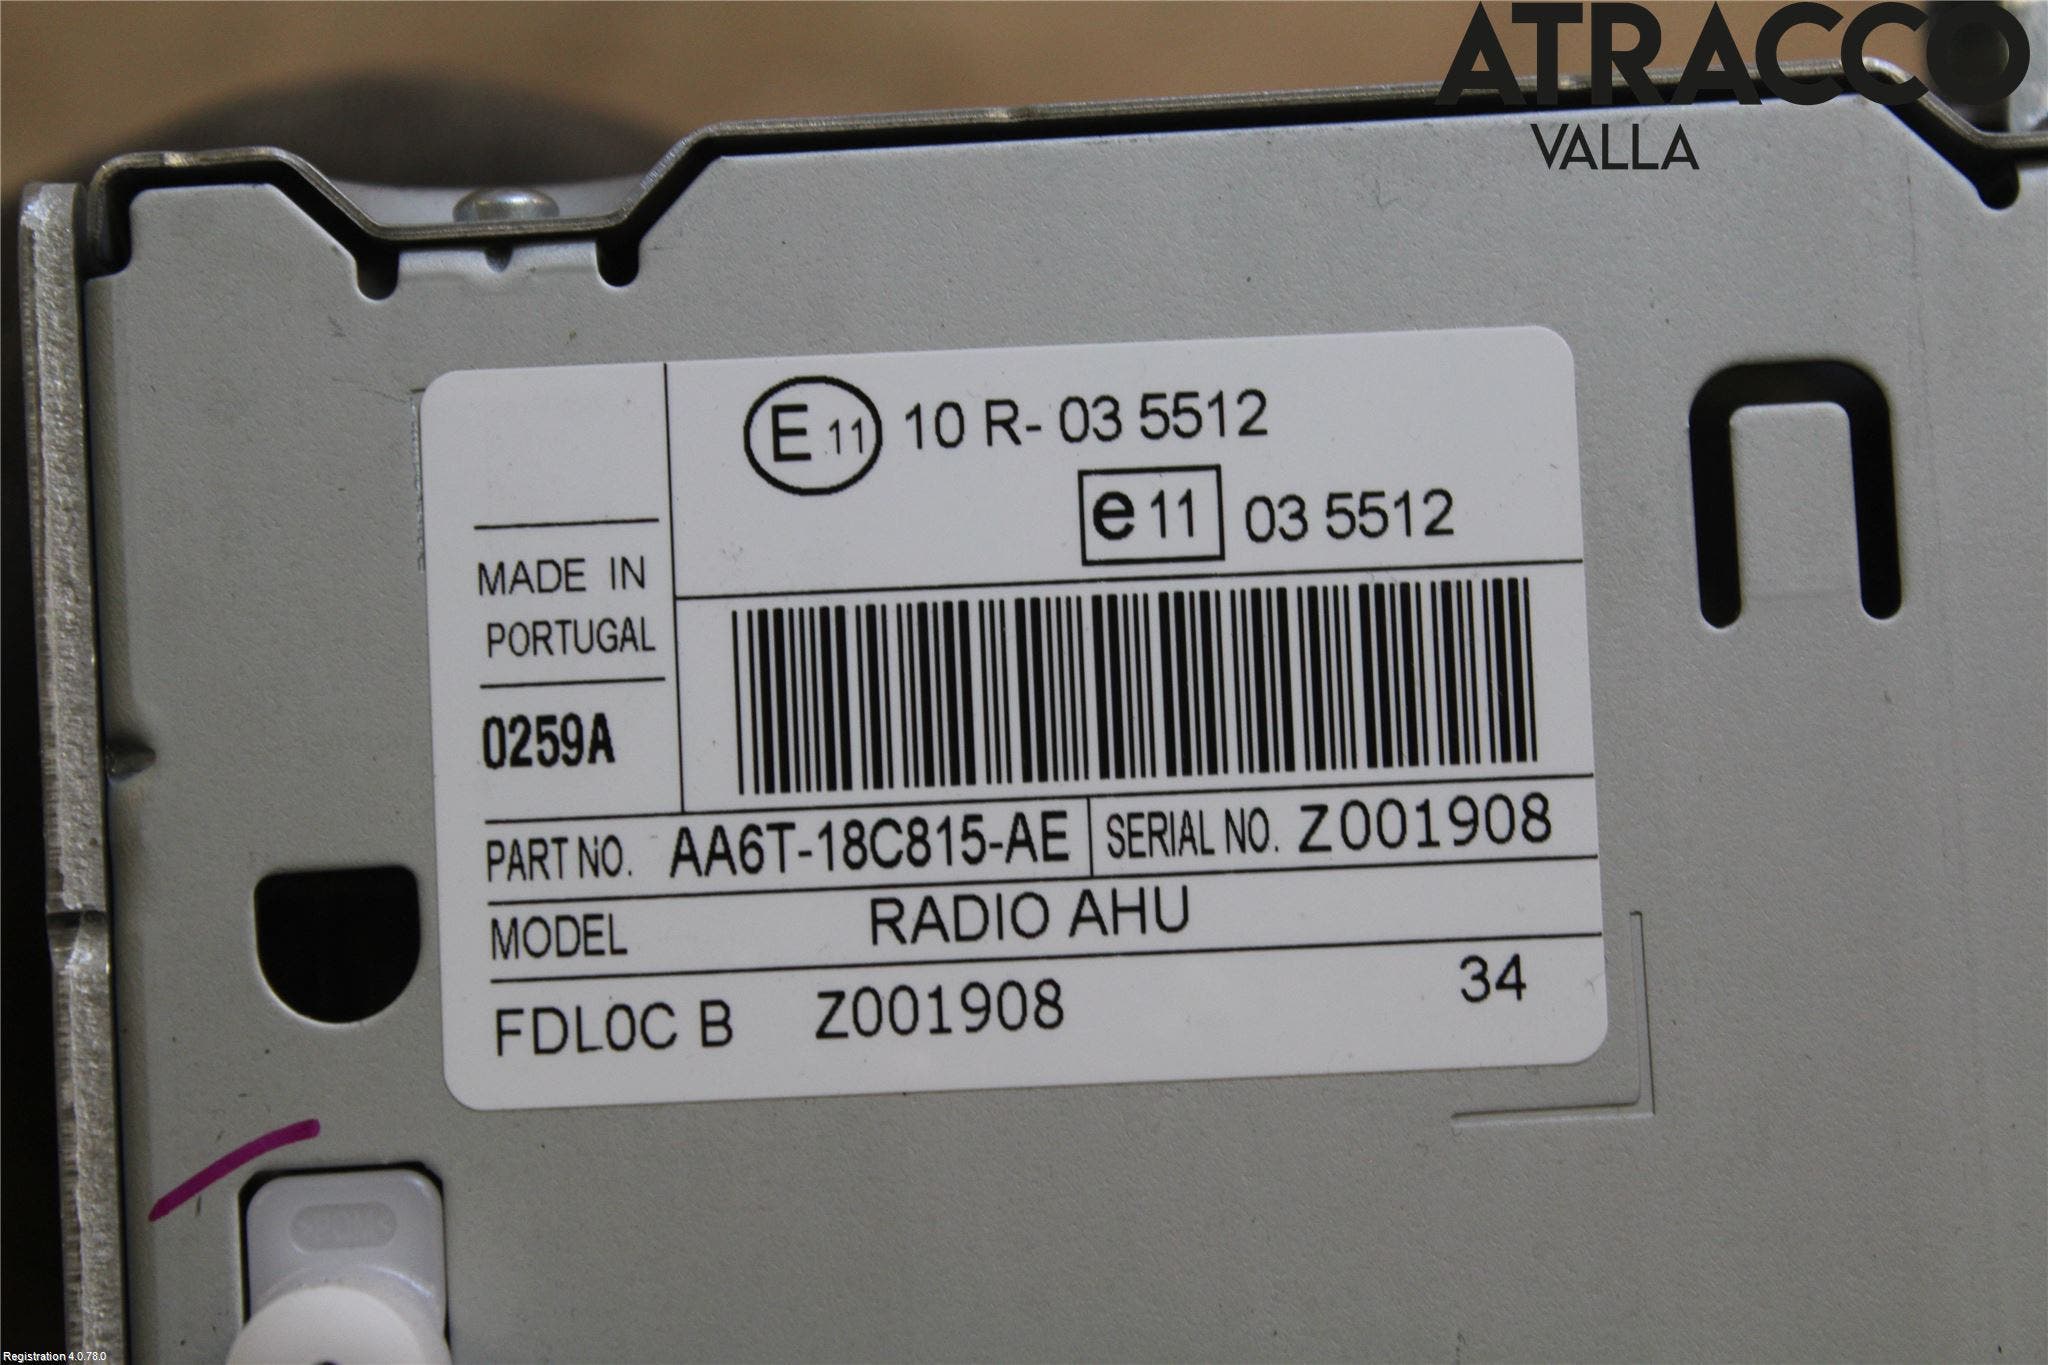 ATRACCO
VALLA
E 11 10 R- 03 5512
e 11 03 5512
MADE IN
PORTUGAL
0259A
PART NO. AA6T-18C815-AE SERIAL NO. Z001908
MODEL RADIO AHU
FDL0C B Z001908 34
>POM<
Registration 4.0.78.0